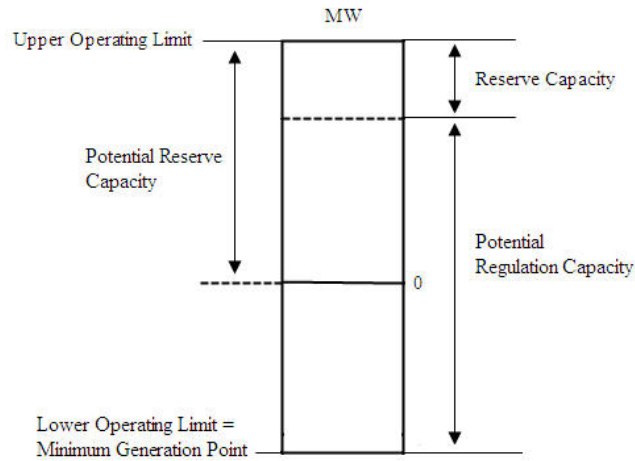 MW
Upper Operating Limit
Reserve Capacity
Potential Reserve
Capacity
Potential
Regulation Capacity
0
Lower Operating Limit =
Minimum Generation Point